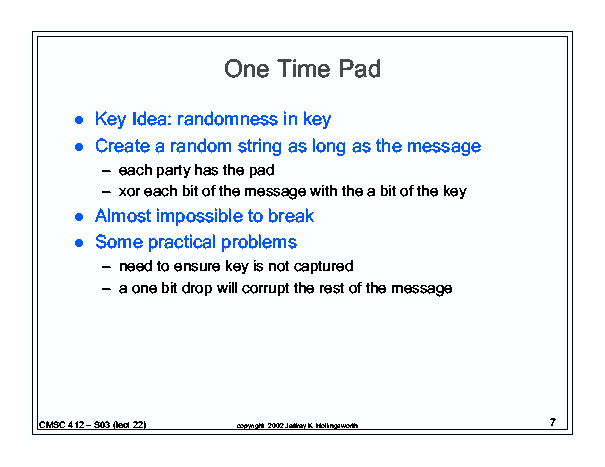 One Time Pad
● Key Idea: randomness in key
● Create a random string as long as the message
– each party has the pad
– xor each bit of the message with the a bit of the key
● Almost impossible to break
● Some practical problems
– need to ensure key is not captured
– a one bit drop will corrupt the rest of the message
CMSC 412 – S03 (lect 22)
copyright 2002 Jeffrey K. Hollingsworth
7